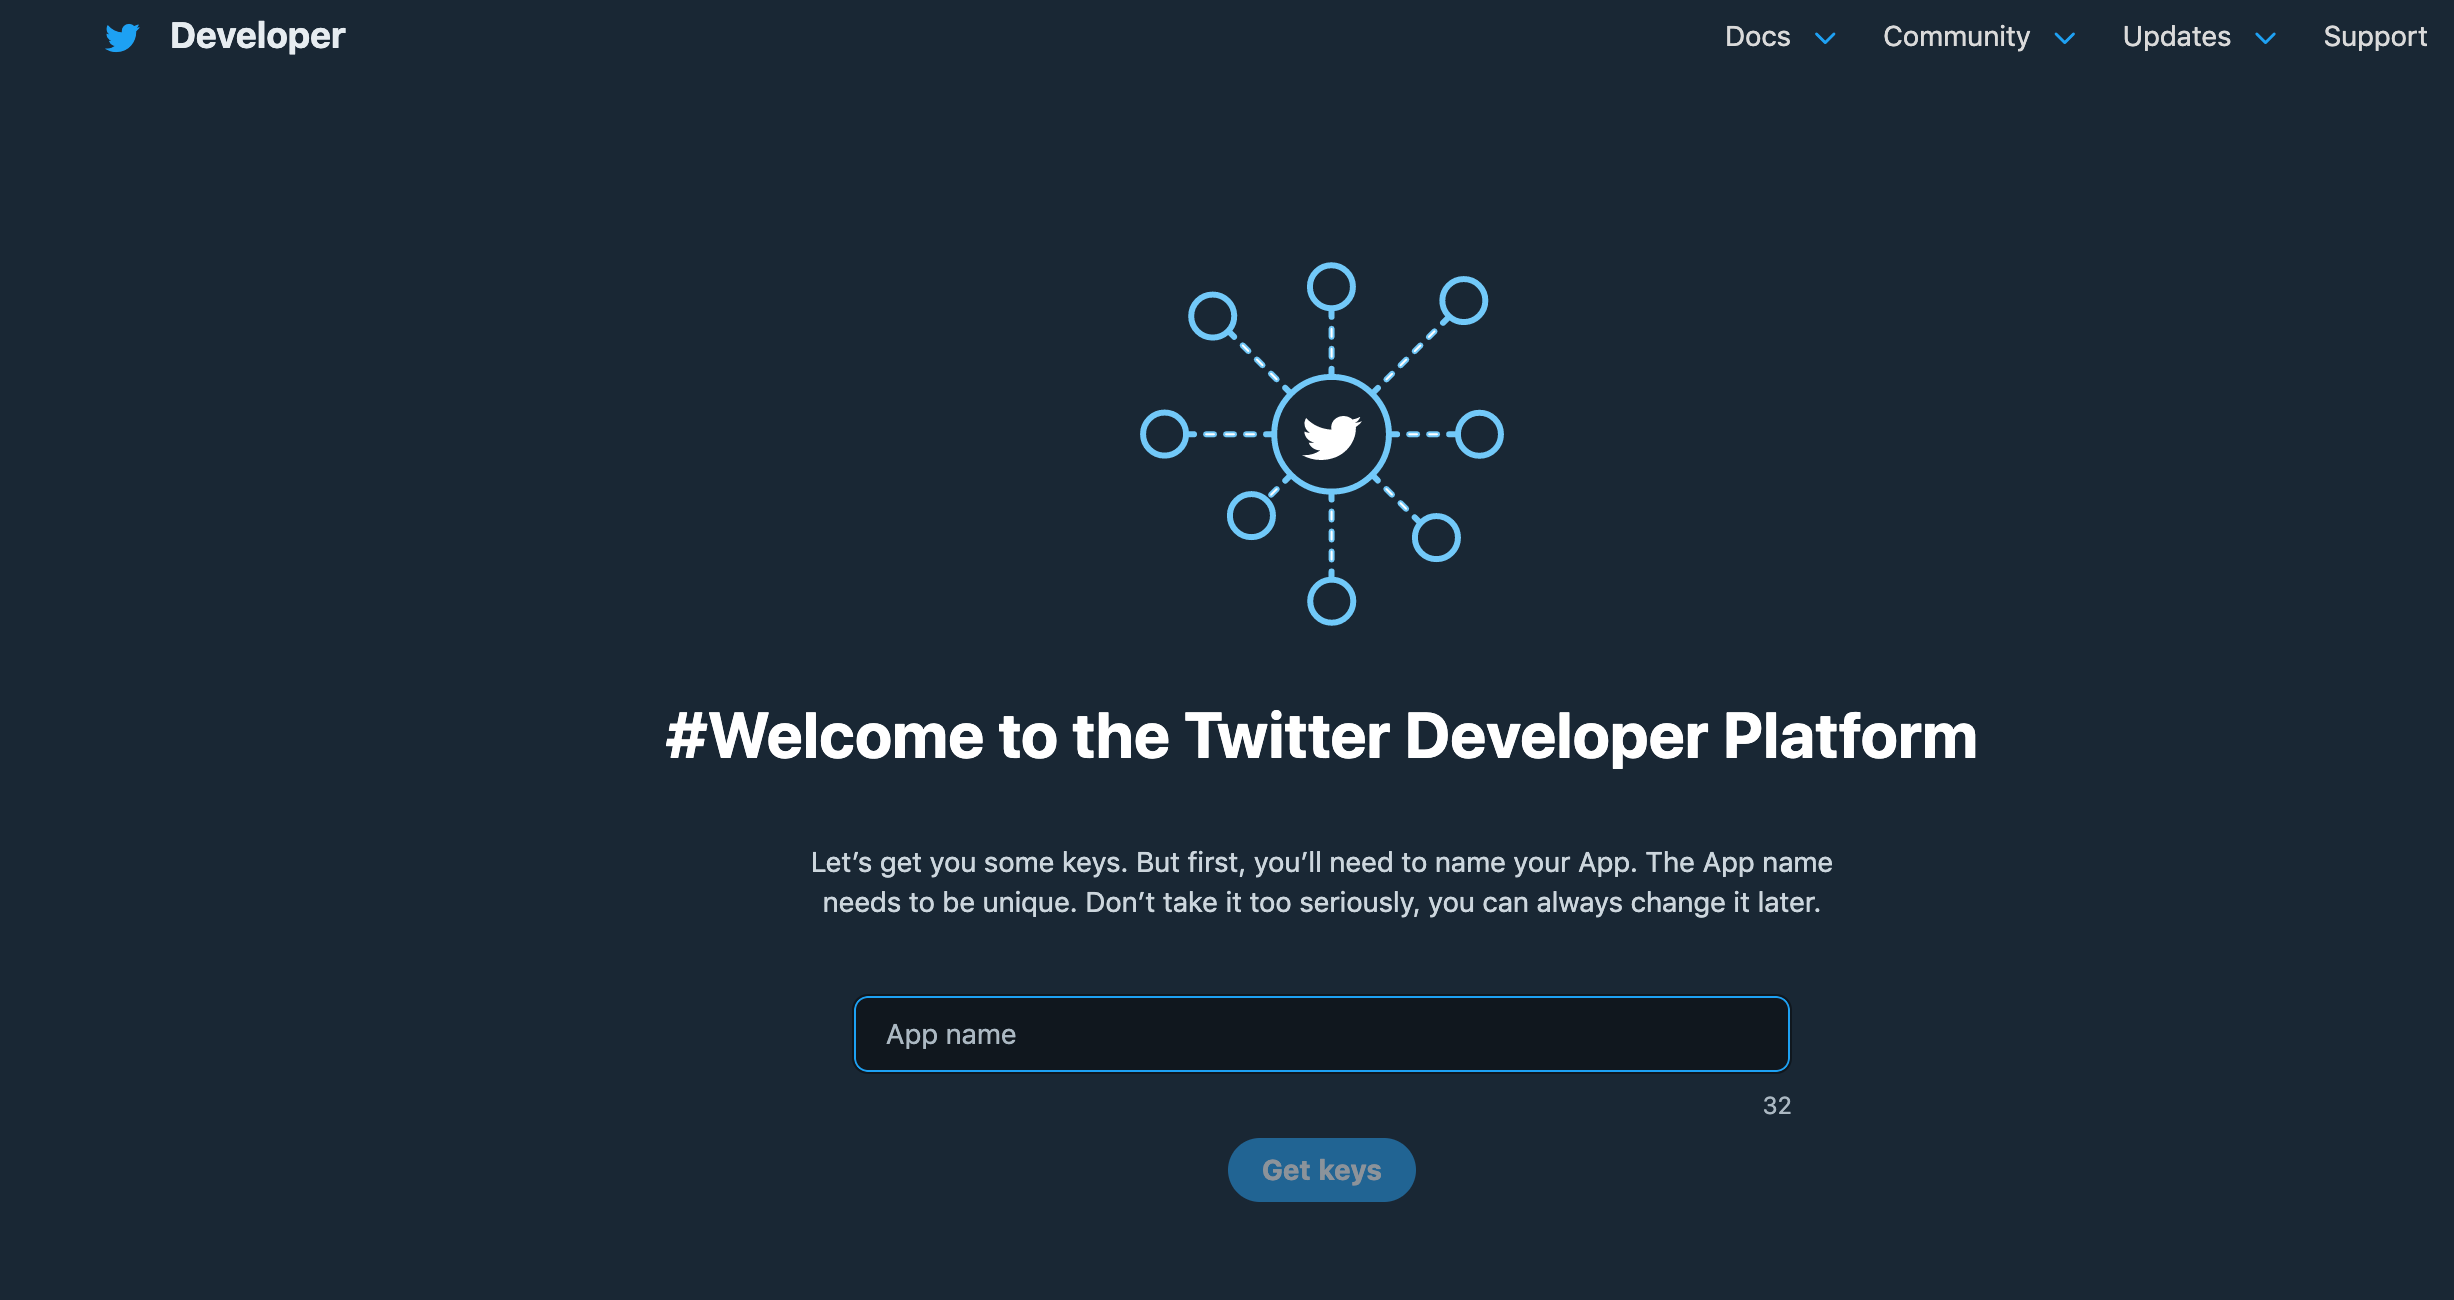 Developer
Docs
Community
Updates
Support
#Welcome to the Twitter Developer Platform
Let’s get you some keys. But first, you’ll need to name your App. The App name
needs to be unique. Don’t take it too seriously, you can always change it later.
App name
32
Get keys